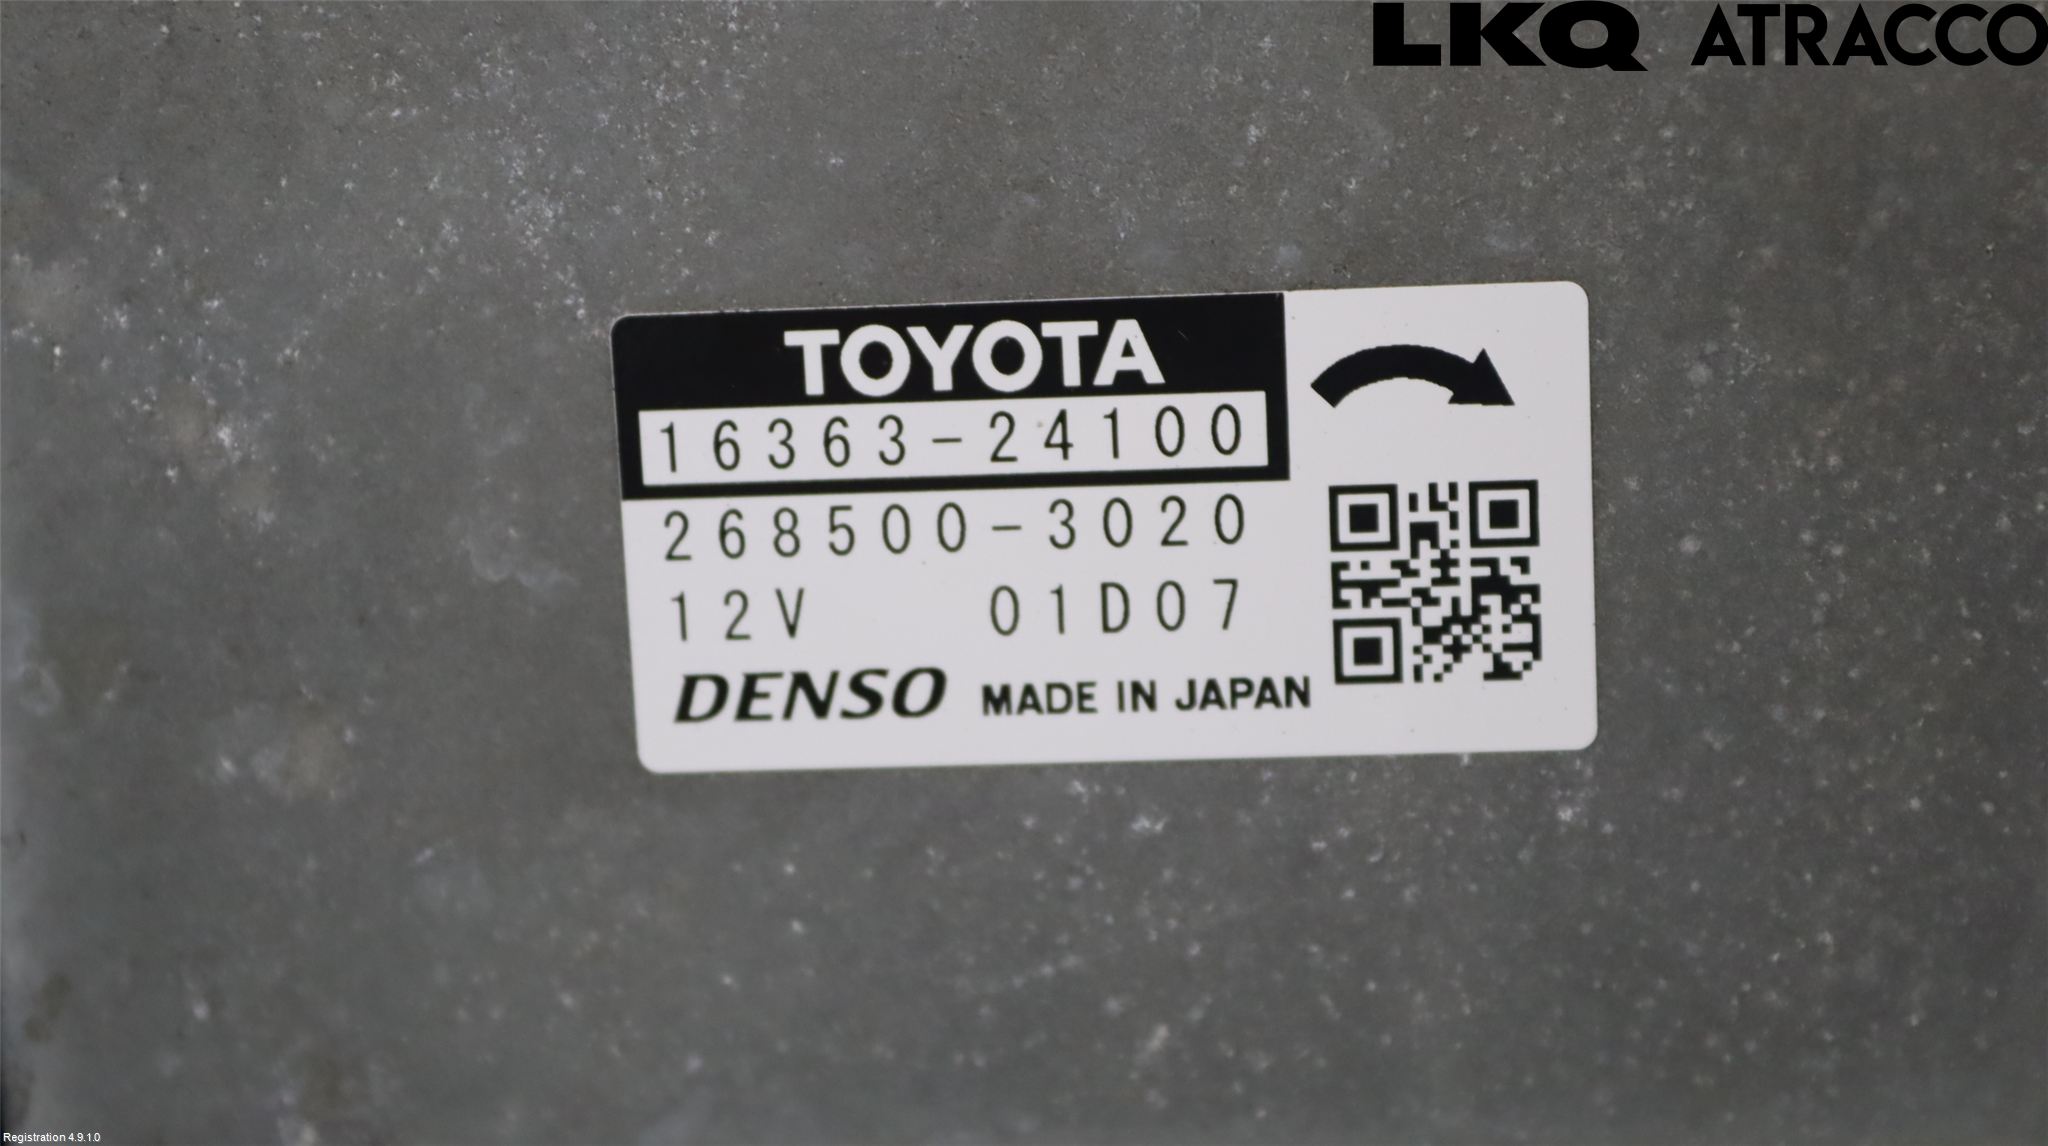 LKQ ATRACCO
TOYOTA
16363-24100
268500-3020
12V 01D07
DENSO MADE IN JAPAN
Registration 4.9.1.0